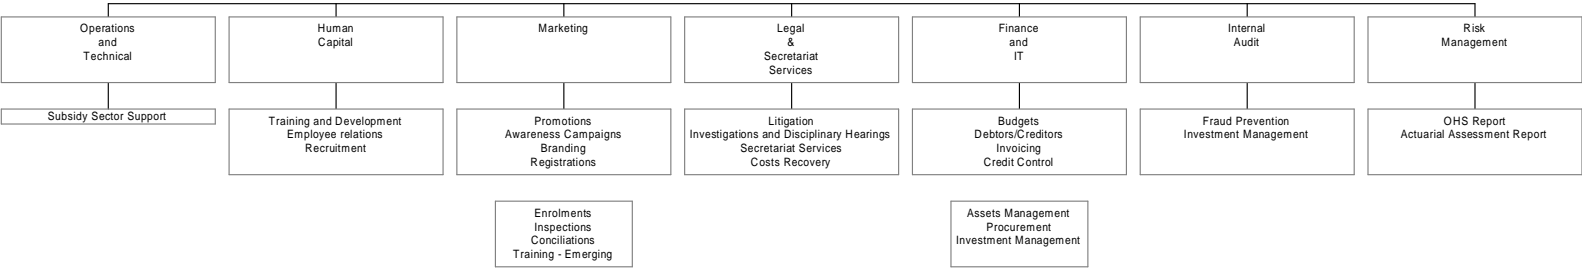 Operations
and
Technical
Human
Capital
Marketing
Legal
&
Secretariat
Services
Finance
and
IT
Internal
Audit
Risk
Management
Subsidy Sector Support
Training and Development
Employee relations
Recruitment
Promotions
Awareness Campaigns
Branding
Registrations
Litigation
Investigations and Disciplinary Hearings
Secretariat Services
Costs Recovery
Budgets
Debtors/Creditors
Invoicing
Credit Control
Fraud Prevention
Investment Management
OHS Report
Actuarial Assessment Report
Enrolments
Inspections
Conciliations
Training - Emerging
Assets Management
Procurement
Investment Management